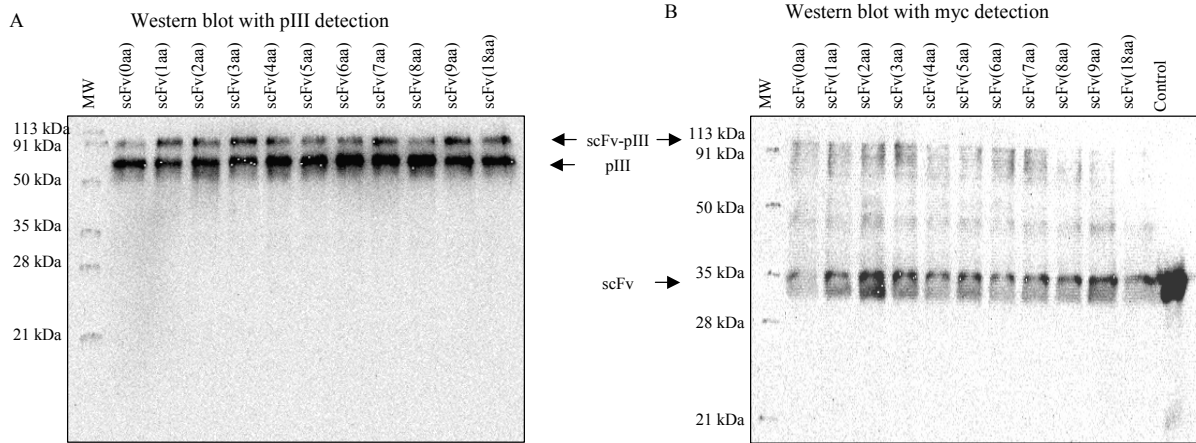 A
Western blot with pIII detection
MW
scFv(0aa)
scFv(1aa)
scFv(2aa)
scFv(3aa)
scFv(4aa)
scFv(5aa)
scFv(6aa)
scFv(7aa)
scFv(8aa)
scFv(9aa)
scFv(18aa)
113 kDa
91 kDa
50 kDa
35 kDa
28 kDa
21 kDa
scFv-pIII
pIII
scFv
B
Western blot with myc detection
MW
scFv(0aa)
scFv(1aa)
scFv(2aa)
scFv(3aa)
scFv(4aa)
scFv(5aa)
scFv(6aa)
scFv(7aa)
scFv(8aa)
scFv(9aa)
scFv(18aa)
Control
113 kDa
91 kDa
50 kDa
35 kDa
28 kDa
21 kDa